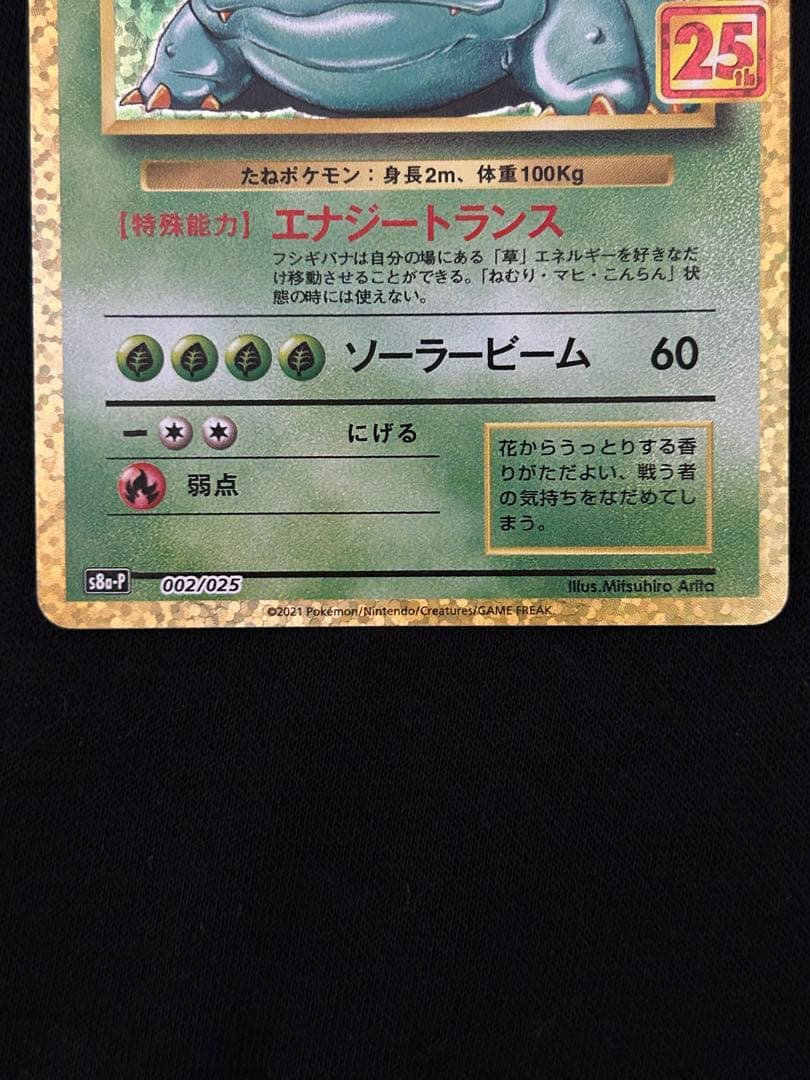 25th
たねポケモン：身長2m、体重100Kg
【特殊能力】 エナジートランス
フシギバナは自分の場にある「草」エネルギーを好きなだ
け移動させることができる。「ねむり・マヒ・こんらん」状
態の時には使えない。
ソーラービーム 60
ー にげる
弱点
花からうっとりする香
りがただよい、戦う者
の気持ちをなだめてし
まう。
s8a-P 002/025 Illus.Mitsuhiro Arita
©2021 Pokémon/Nintendo/Creatures/GAME FREAK.